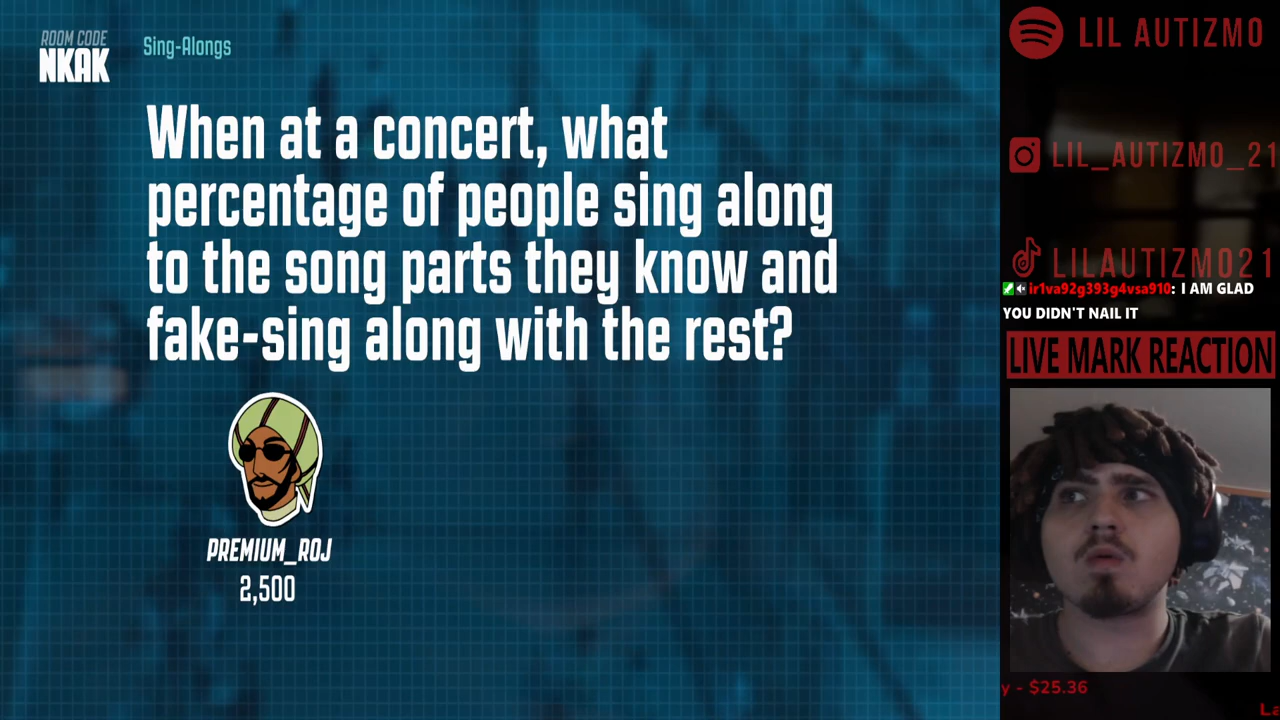 ROOM CODE
NKAK
Sing-Alongs
When at a concert, what
percentage of people sing along
to the song parts they know and
fake-sing along with the rest?
PREMIUM_ROJ
2,500
LIL AUTIZMO
LIL_AUTIZMO_21
LILAUTIZMO21
ir1va92g393g4vsa910: I AM GLAD
YOU DIDN'T NAIL IT
LIVE MARK REACTION
y - $25.36
La